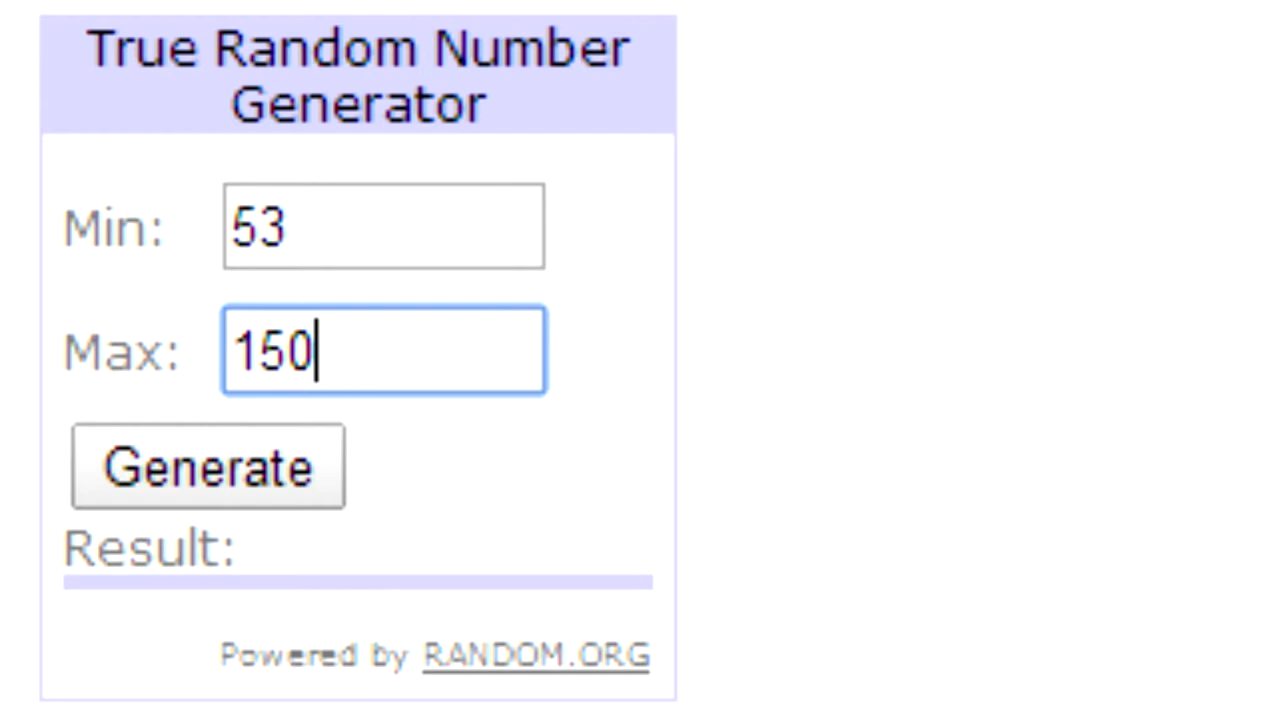 True Random Number
Generator
Min: 53
Max: 150
Generate
Result:
Powered by RANDOM.ORG